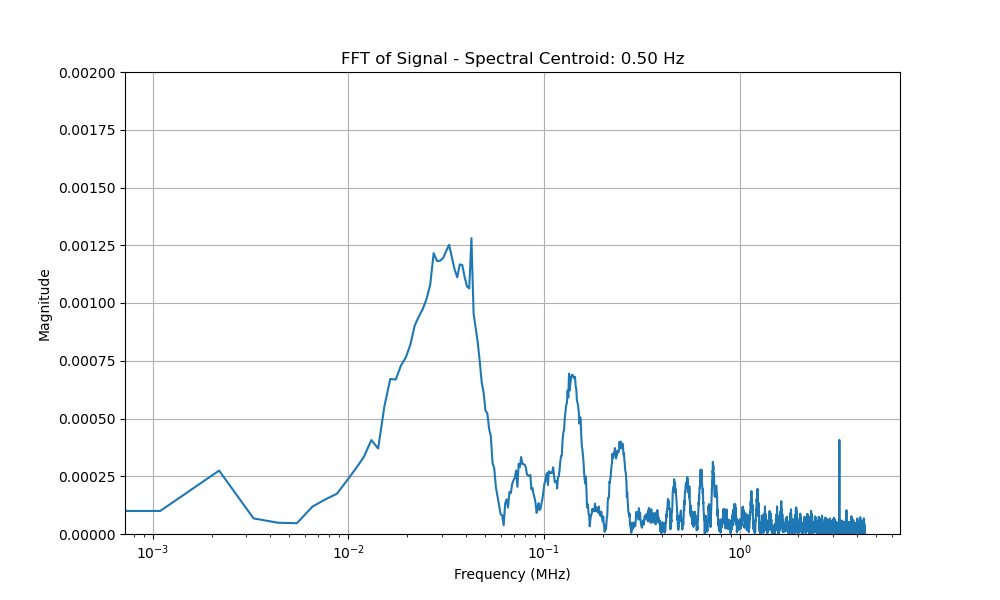 FFT of Signal - Spectral Centroid: 0.50 Hz
0.00200
0.00175
0.00150
0.00125
0.00100
0.00075
0.00050
0.00025
0.00000
Magnitude
10⁻³ 10⁻² 10⁻¹ 10⁰
Frequency (MHz)